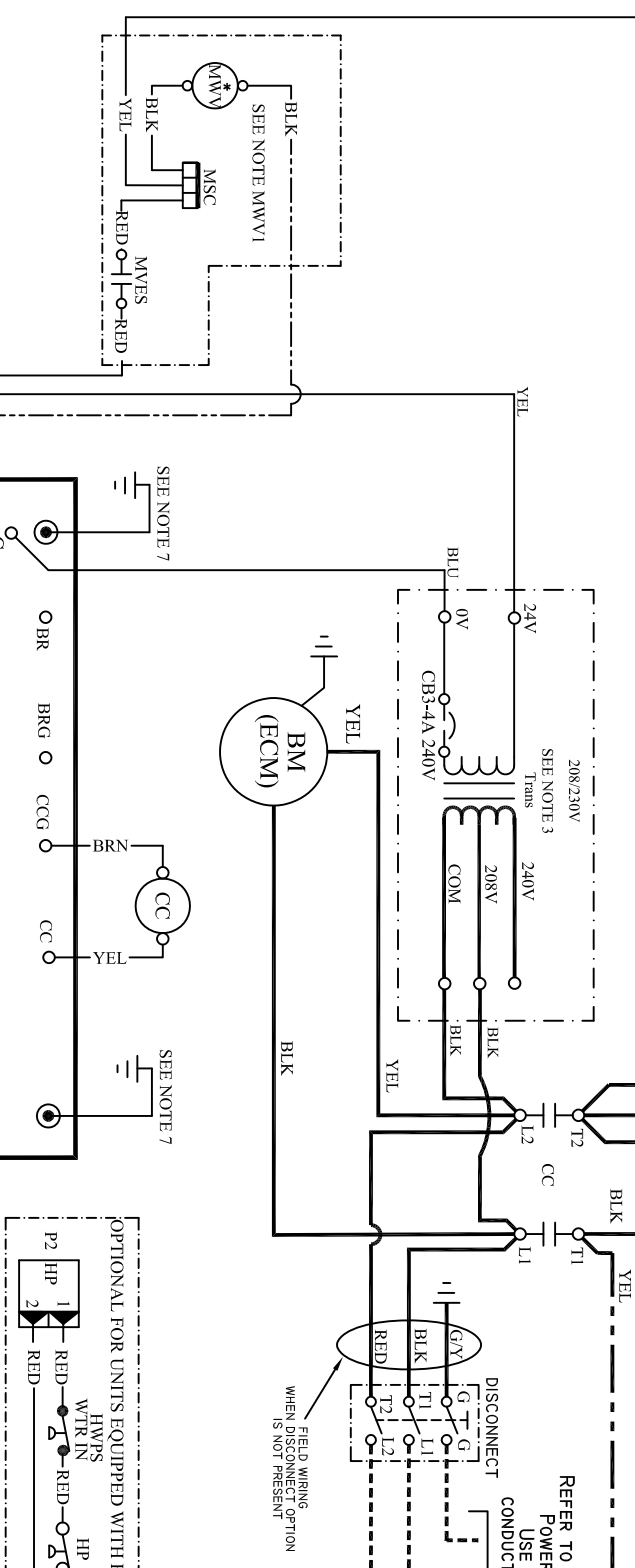 MWV
*
BLK
SEE NOTE MWV1
BLK
YEL
MSC
RED
MVES
RED
YEL
SEE NOTE 7
BLU
BR
BRG
CCG
CC
BRN
CC
YEL
SEE NOTE 7
24V
0V
CB3-4A 240V
208/230V
SEE NOTE 3
Trans
240V
208V
COM
BM
(ECM)
YEL
BLK
BLK
BLK
YEL
L2
T2
CC
L1
T1
BLK
YEL
G/Y
BLK
RED
DISCONNECT
G
G
T1
L1
T2
L2
FIELD WIRING
WHEN DISCONNECT OPTION
IS NOT PRESENT
REFER TO
POWER
USE
CONDUCT
OPTIONAL FOR UNITS EQUIPPED WITH
P2
HP
1
2
RED
RED
HWPS
WTR IN
RED
HP